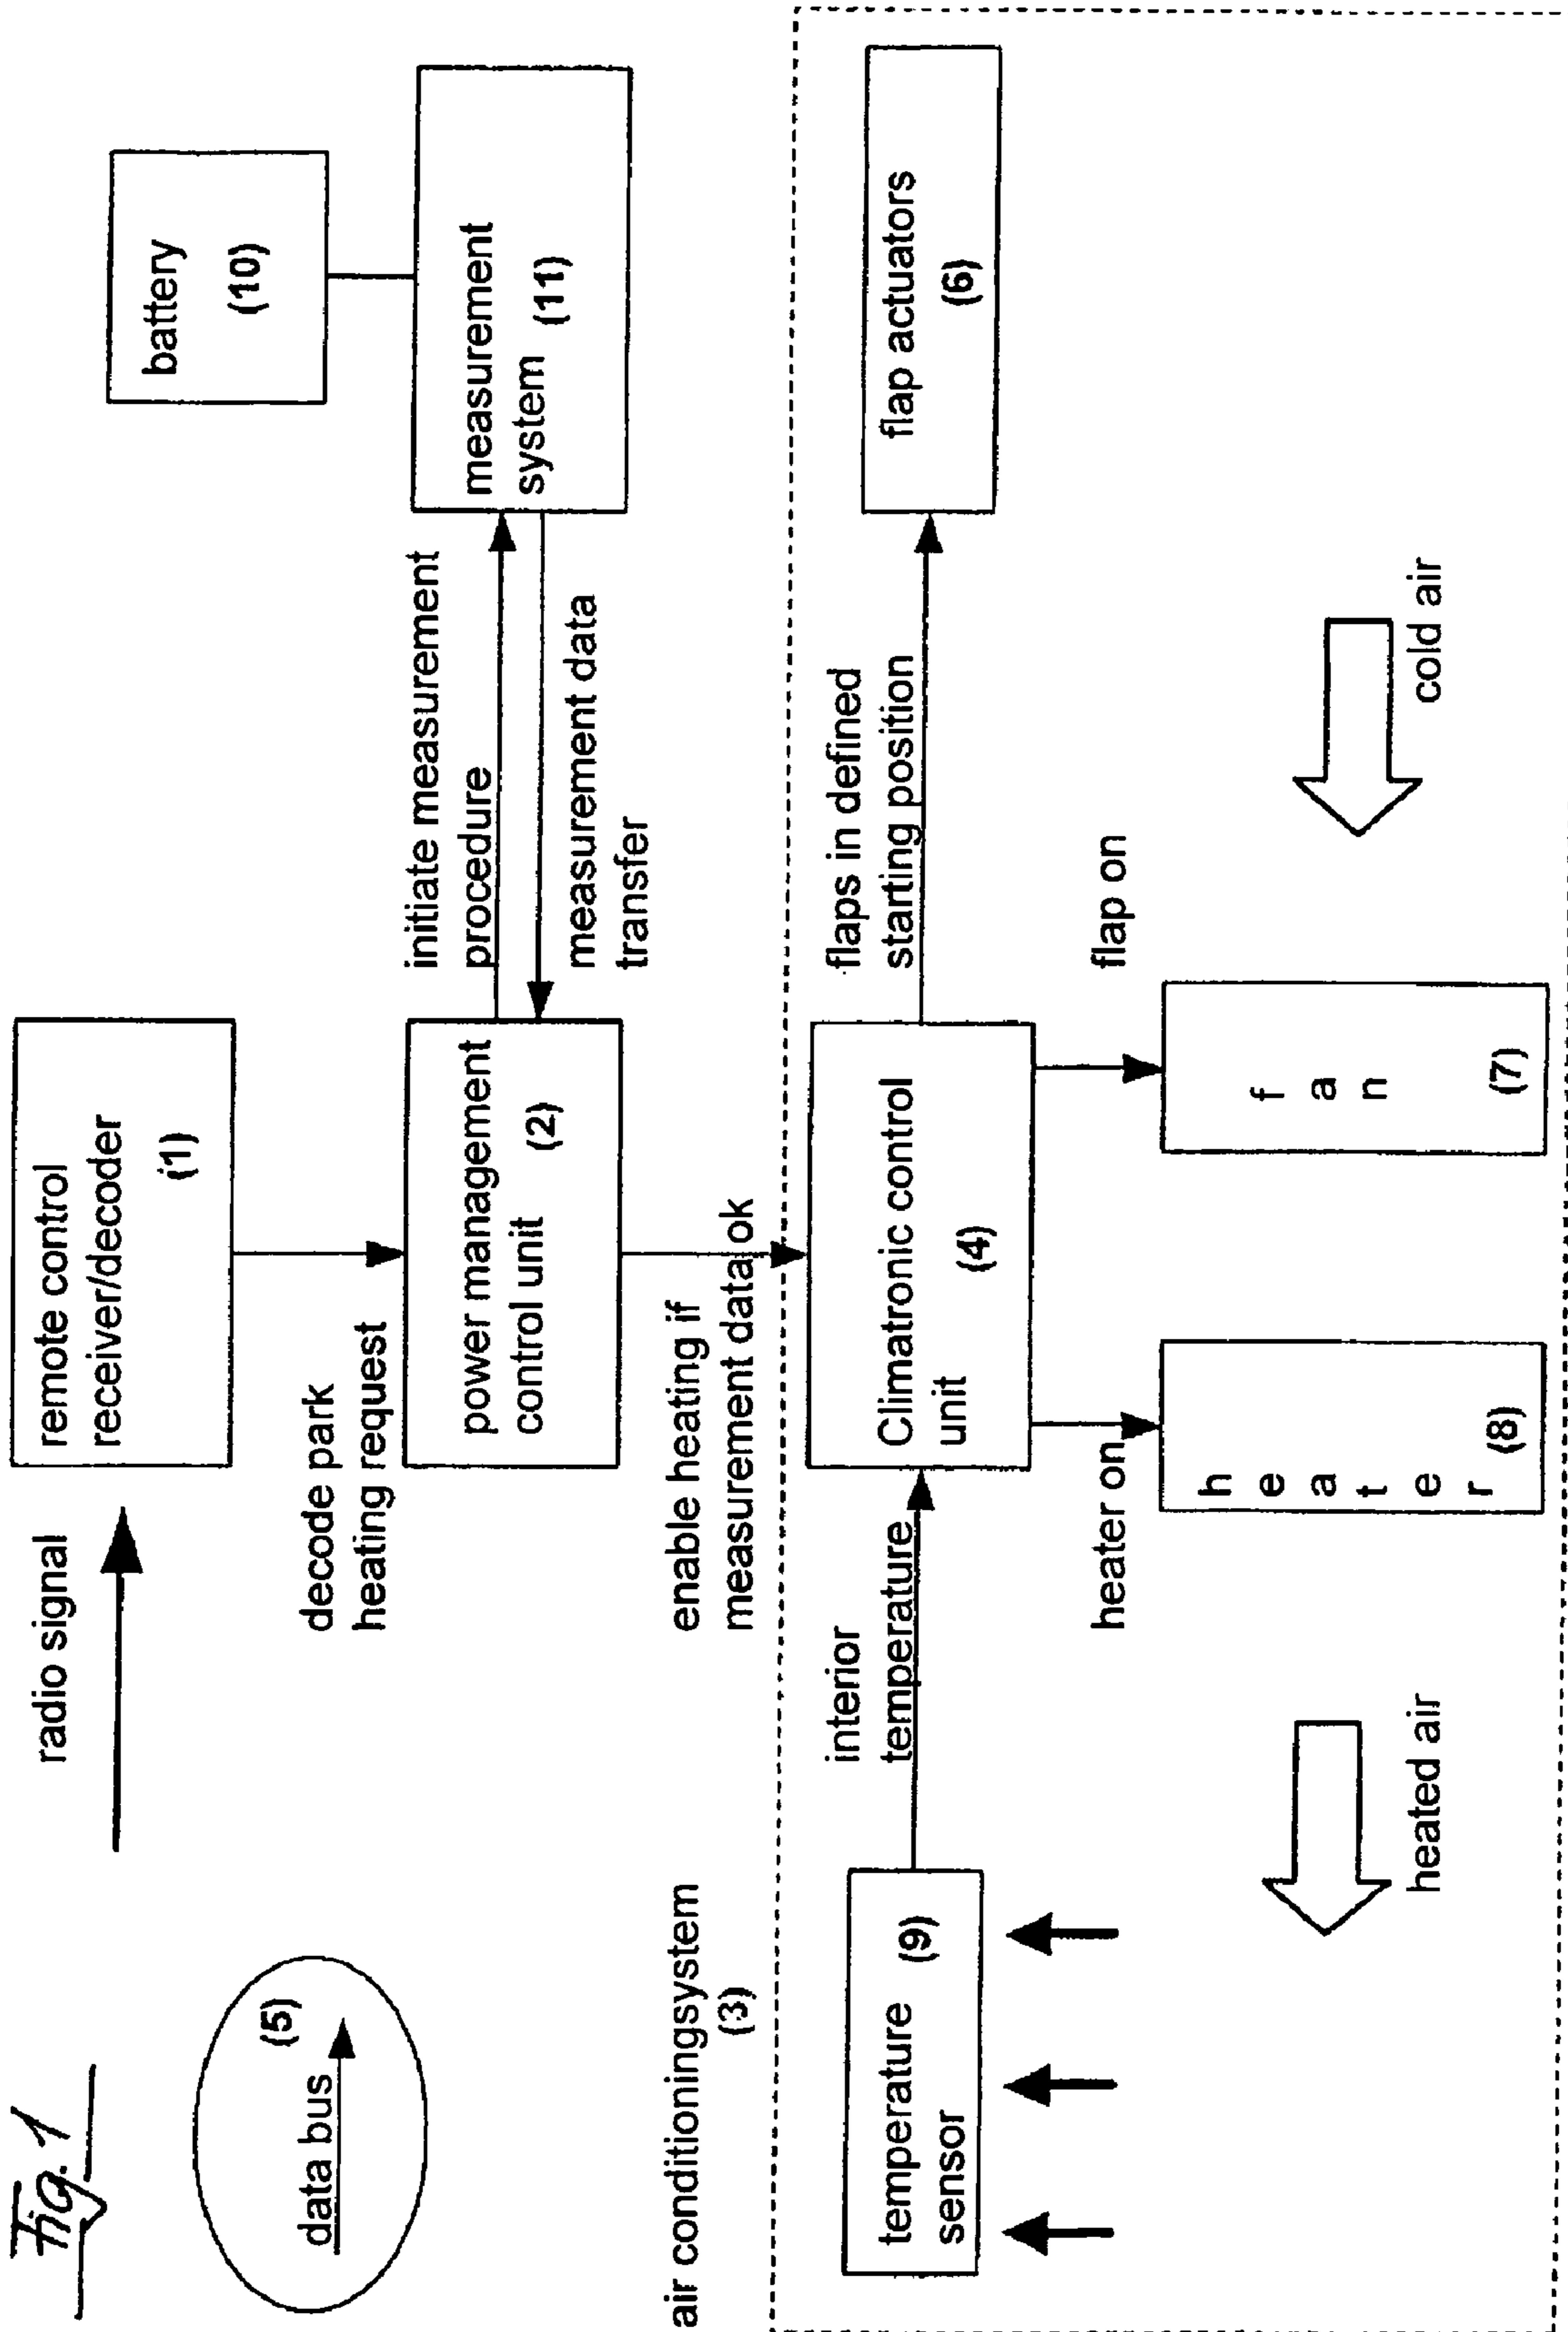 Fig. 1
radio signal
remote control
receiver/decoder
(1)
battery
(10)
(5)
data bus
decode park
heating request
power management
control unit (2)
initiate measurement
procedure
measurement data
transfer
measurement
system (11)
air conditioningsystem
(3)
enable heating if
measurement data ok
temperature
sensor (9)
interior
temperature
Climatronic control
unit (4)
flaps in defined
starting position
flap actuators
(6)
heater on
flap on
h
e
a
t
e
r (8)
f
a
n
(7)
heated air
cold air